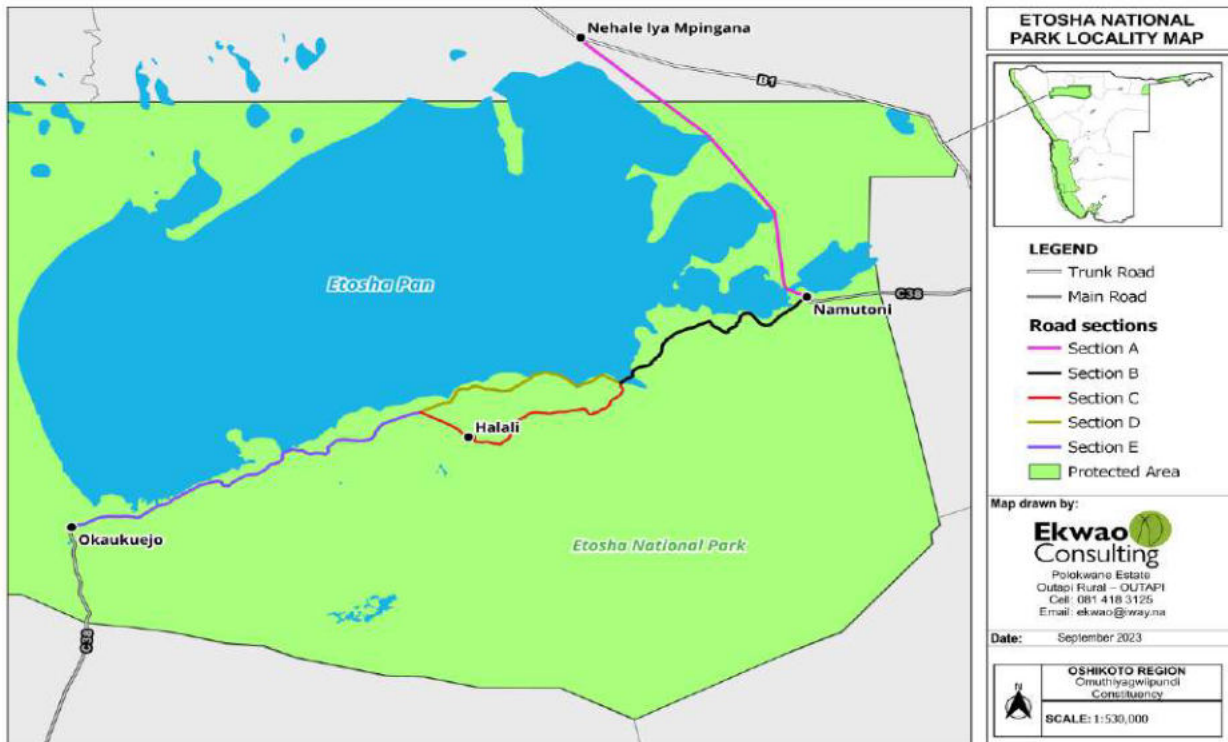 Nehale Iya Mpingana
B1
Etosha Pan
Namutoni
C38
Halali
Okaukuejo
Etosha National Park
C38
ETOSHA NATIONAL
PARK LOCALITY MAP
LEGEND
Trunk Road
Main Road
Road sections
Section A
Section B
Section C
Section D
Section E
Protected Area
Map drawn by:
Ekwao
Consulting
Polokwane Estate
Outapi Rural – OUTAPI
Cell: 081 418 3125
Email: ekwao@iway.na
Date: September 2023
N
OSHIKOTO REGION
Omuthiyagwiipundi
Constituency
SCALE: 1:530,000